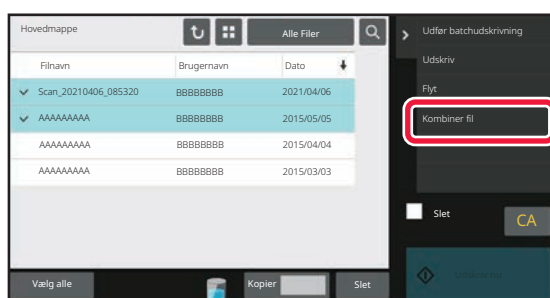 Hovedmappe
Alle Filer
Filnavn Brugernavn Dato
Scan_20210406_085320 BBBBBBBB 2021/04/06
AAAAAAAAA BBBBBBBB 2015/05/05
AAAAAAAAA BBBBBBBB 2015/04/04
AAAAAAAAA BBBBBBBB 2015/03/03
Vælg alle
Kopier
Slet
Udfør batchudskrivning
Udskriv
Flyt
Kombiner fil
Slet
CA